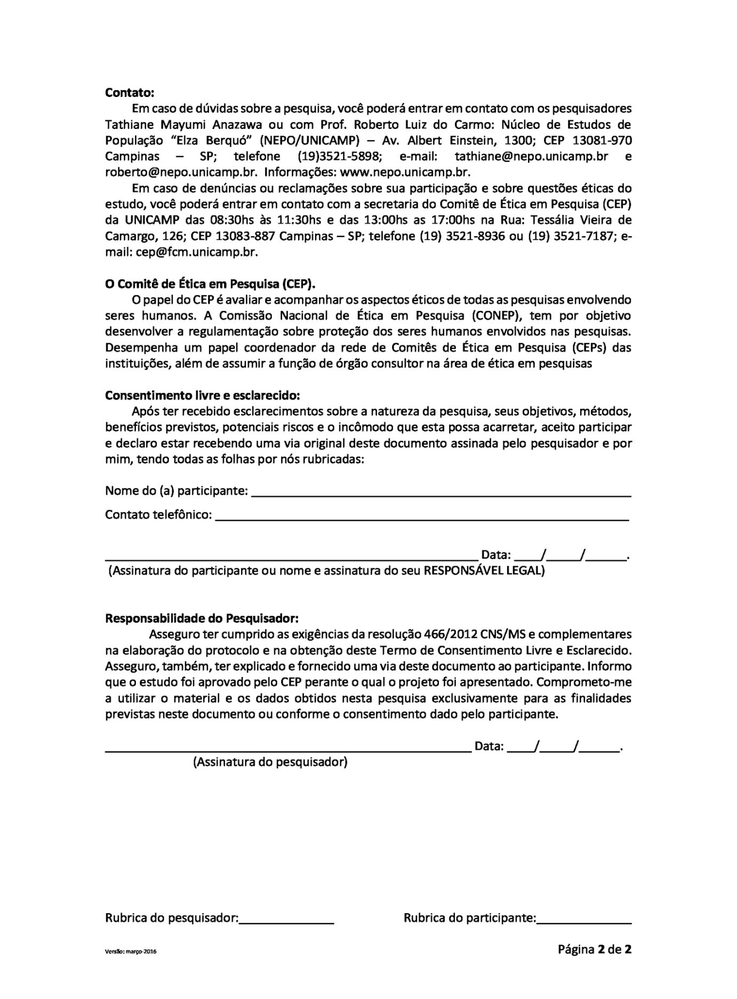 Contato:
Em caso de dúvidas sobre a pesquisa, você poderá entrar em contato com os pesquisadores
Tathiane Mayumi Anazawa ou com Prof. Roberto Luiz do Carmo: Núcleo de Estudos de
População “Elza Berquó” (NEPO/UNICAMP) – Av. Albert Einstein, 1300; CEP 13081-970
Campinas – SP; telefone (19)3521-5898; e-mail: tathiane@nepo.unicamp.br e
roberto@nepo.unicamp.br. Informações: www.nepo.unicamp.br.
Em caso de denúncias ou reclamações sobre sua participação e sobre questões éticas do
estudo, você poderá entrar em contato com a secretaria do Comitê de Ética em Pesquisa (CEP)
da UNICAMP das 08:30hs às 11:30hs e das 13:00hs as 17:00hs na Rua: Tessália Vieira de
Camargo, 126; CEP 13083-887 Campinas – SP; telefone (19) 3521-8936 ou (19) 3521-7187; e-
mail: cep@fcm.unicamp.br.
O Comitê de Ética em Pesquisa (CEP).
O papel do CEP é avaliar e acompanhar os aspectos éticos de todas as pesquisas envolvendo
seres humanos. A Comissão Nacional de Ética em Pesquisa (CONEP), tem por objetivo
desenvolver a regulamentação sobre proteção dos seres humanos envolvidos nas pesquisas.
Desempenha um papel coordenador da rede de Comitês de Ética em Pesquisa (CEPs) das
instituições, além de assumir a função de órgão consultor na área de ética em pesquisas
Consentimento livre e esclarecido:
Após ter recebido esclarecimentos sobre a natureza da pesquisa, seus objetivos, métodos,
benefícios previstos, potenciais riscos e o incômodo que esta possa acarretar, aceito participar
e declaro estar recebendo uma via original deste documento assinada pelo pesquisador e por
mim, tendo todas as folhas por nós rubricadas:
Nome do (a) participante: ____________________
Contato telefônico: ____________________
____________________ Data: ____/_____/______.
(Assinatura do participante ou nome e assinatura do seu RESPONSÁVEL LEGAL)
Responsabilidade do Pesquisador:
Asseguro ter cumprido as exigências da resolução 466/2012 CNS/MS e complementares
na elaboração do protocolo e na obtenção deste Termo de Consentimento Livre e Esclarecido.
Asseguro, também, ter explicado e fornecido uma via deste documento ao participante. Informo
que o estudo foi aprovado pelo CEP perante o qual o projeto foi apresentado. Comprometo-me
a utilizar o material e os dados obtidos nesta pesquisa exclusivamente para as finalidades
previstas neste documento ou conforme o consentimento dado pelo participante.
____________________ Data: ____/_____/______.
(Assinatura do pesquisador)
Rubrica do pesquisador:______________ Rubrica do participante:______________
Versão: março-2016 Página 2 de 2